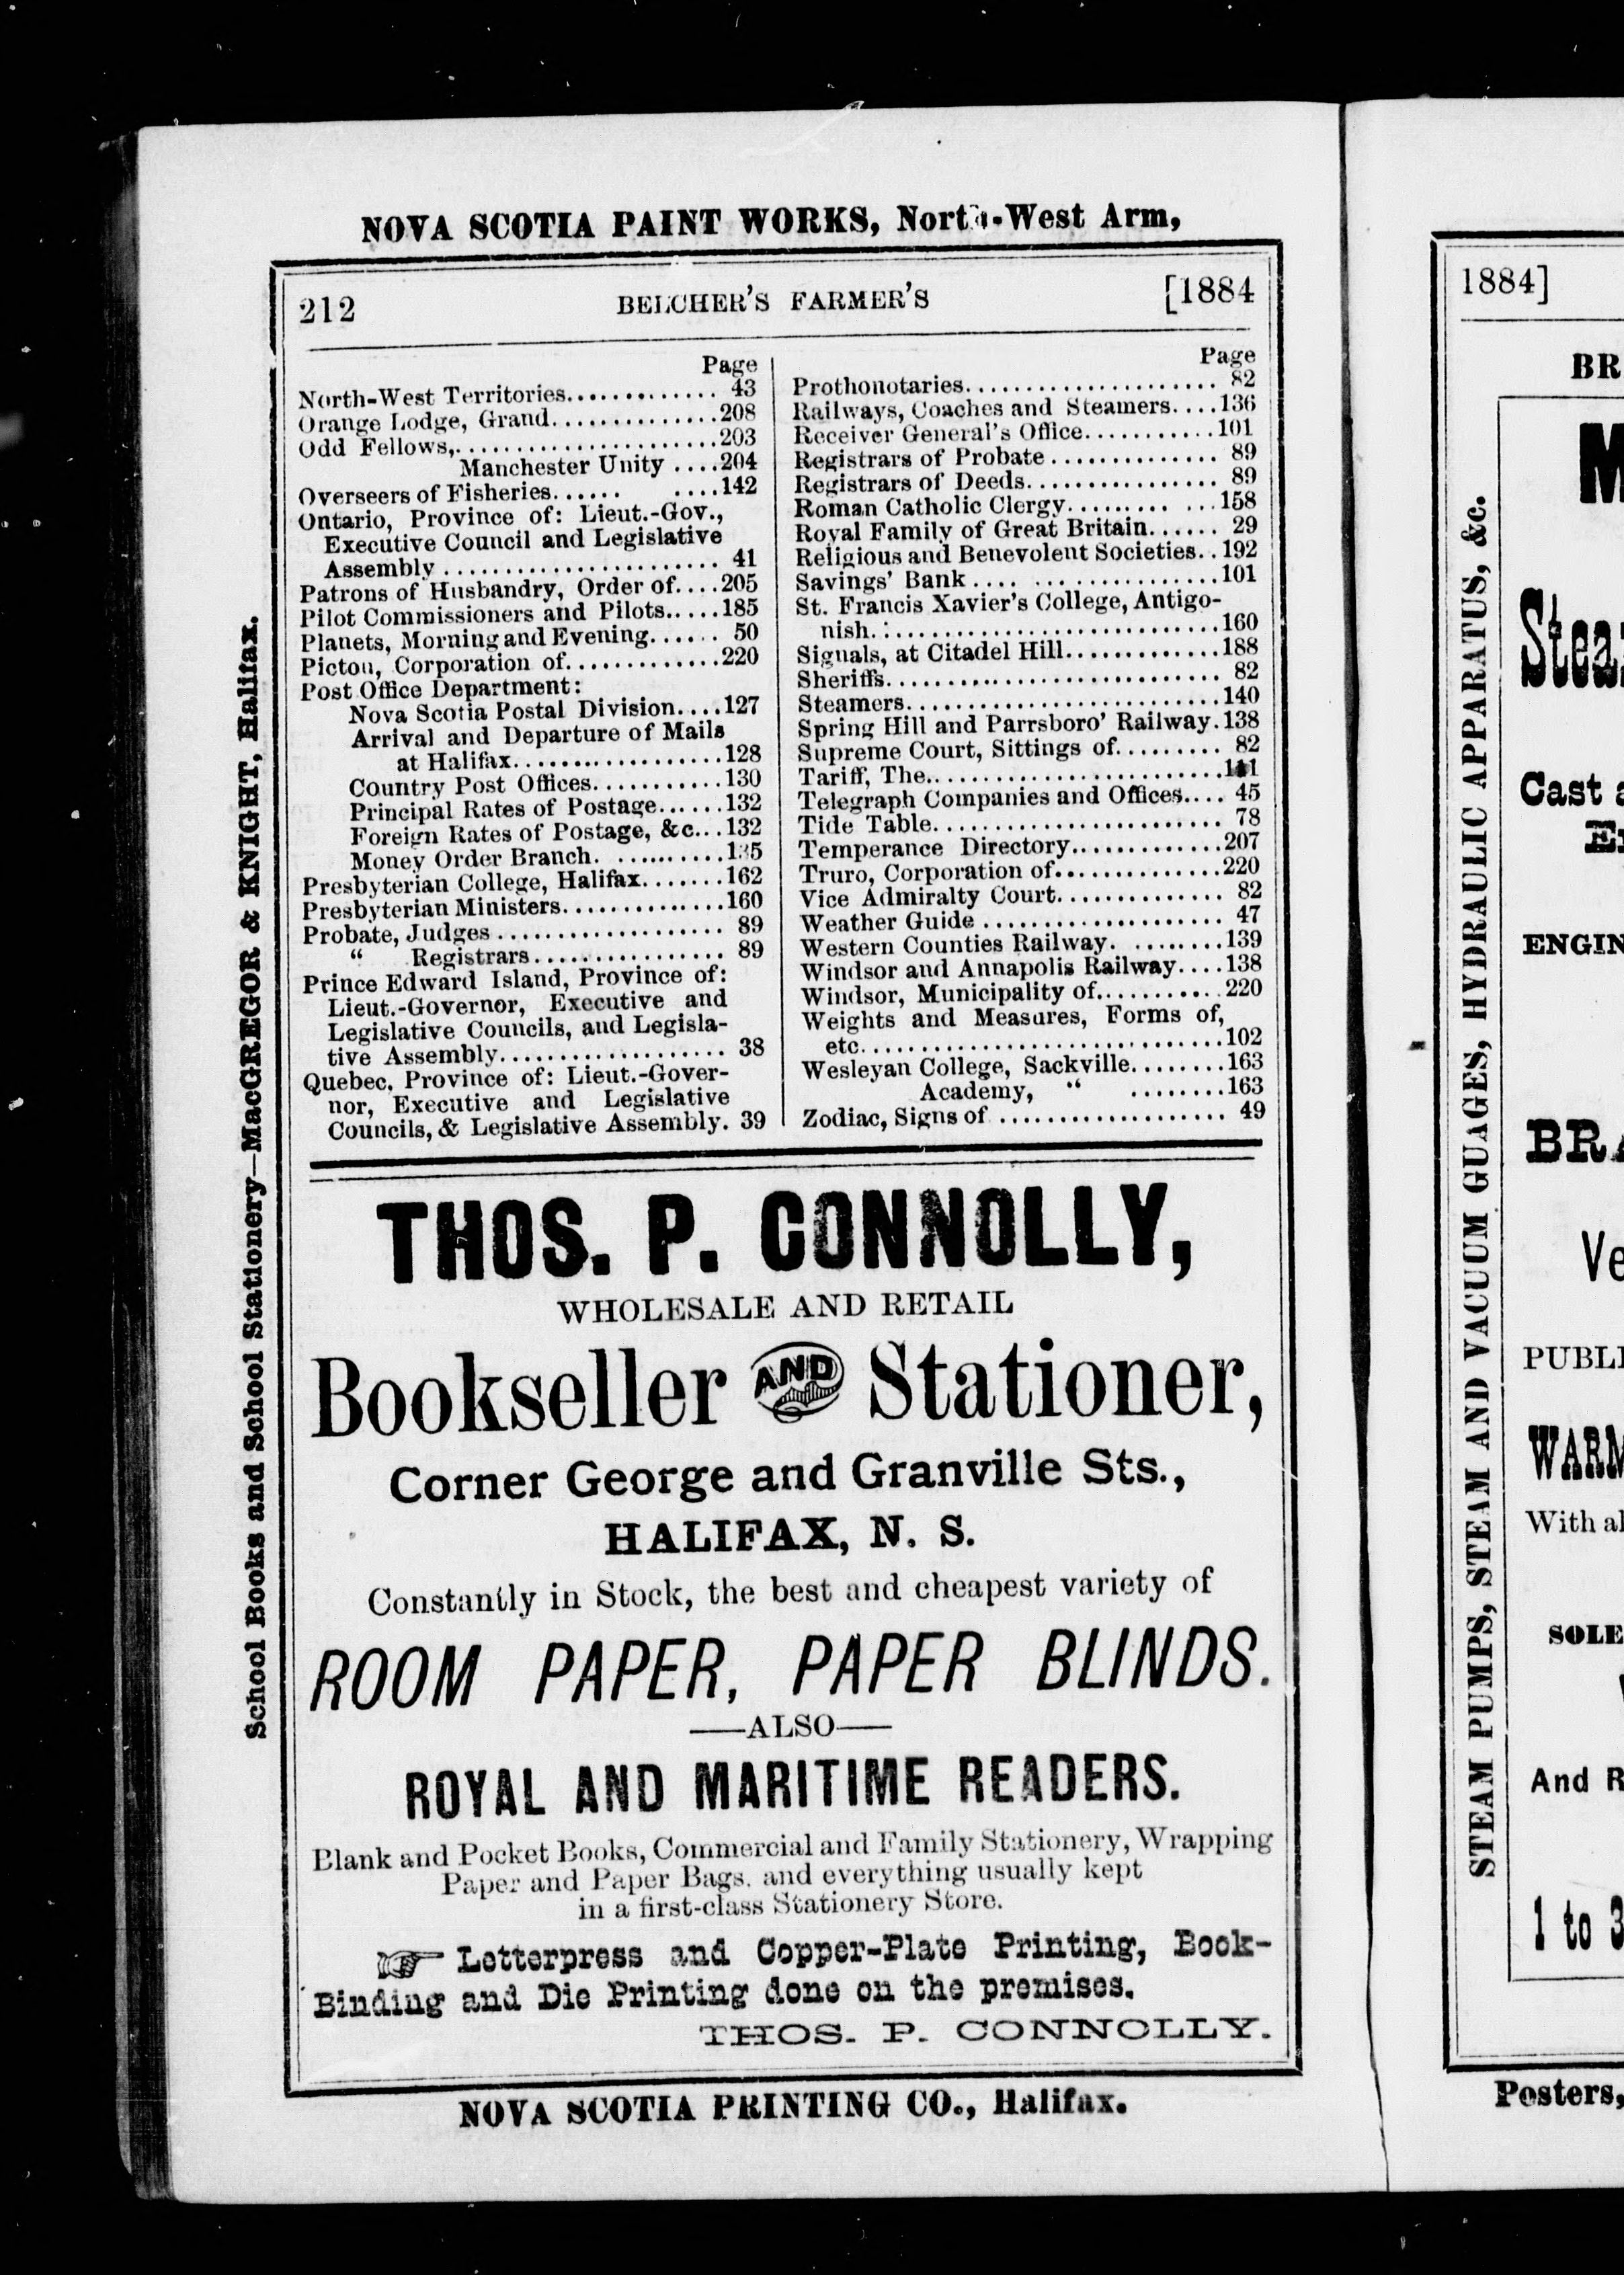 NOVA SCOTIA PAINT WORKS, North-West Arm,
212 BELCHER'S FARMER'S [1884
Page
North-West Territories.............. 43
Orange Lodge, Grand..............208
Odd Fellows,......................203
Manchester Unity ....204
Overseers of Fisheries...... ....142
Ontario, Province of: Lieut.-Gov.,
Executive Council and Legislative
Assembly ....................... 41
Patrons of Husbandry, Order of....205
Pilot Commissioners and Pilots.....185
Planets, Morning and Evening...... 50
Pictou, Corporation of.............220
Post Office Department:
Nova Scotia Postal Division....127
Arrival and Departure of Mails
at Halifax..................128
Country Post Offices...........130
Principal Rates of Postage......132
Foreign Rates of Postage, &c...132
Money Order Branch. ..........135
Presbyterian College, Halifax.......162
Presbyterian Ministers..............160
Probate, Judges ................... 89
“ Registrars................ 89
Prince Edward Island, Province of:
Lieut.-Governor, Executive and
Legislative Councils, and Legisla-
tive Assembly................... 38
Quebec, Province of: Lieut.-Gover-
nor, Executive and Legislative
Councils, & Legislative Assembly. 39
Page
Prothonotaries..................... 82
Railways, Coaches and Steamers....136
Receiver General's Office...........101
Registrars of Probate .............. 89
Registrars of Deeds................ 89
Roman Catholic Clergy......... ...158
Royal Family of Great Britain...... 29
Religious and Benevolent Societies..192
Savings' Bank .... ...............101
St. Francis Xavier's College, Antigo-
nish. :...........................160
Signals, at Citadel Hill.............188
Sheriffs............................ 82
Steamers..........................140
Spring Hill and Parrsboro' Railway.138
Supreme Court, Sittings of......... 82
Tariff, The.........................111
Telegraph Companies and Offices.... 45
Tide Table........................ 78
Temperance Directory.............207
Truro, Corporation of..............220
Vice Admiralty Court.............. 82
Weather Guide .................... 47
Western Counties Railway. ........139
Windsor and Annapolis Railway....138
Windsor, Municipality of...........220
Weights and Measures, Forms of,
etc..............................102
Wesleyan College, Sackville........163
Academy, “ ........163
Zodiac, Signs of ................... 49
THOS. P. CONNOLLY,
WHOLESALE AND RETAIL
Bookseller AND Stationer,
Corner George and Granville Sts.,
HALIFAX, N. S.
Constantly in Stock, the best and cheapest variety of
ROOM PAPER, PAPER BLINDS.
——ALSO——
ROYAL AND MARITIME READERS.
Blank and Pocket Books, Commercial and Family Stationery, Wrapping
Paper and Paper Bags, and everything usually kept
in a first-class Stationery Store.
☞ Letterpress and Copper-Plate Printing, Book-
Binding and Die Printing done on the premises.
THOS. P. CONNOLLY.
NOVA SCOTIA PRINTING CO., Halifax.
School Books and School Stationery—MacGREGOR & KNIGHT, Halifax.
1884]
BR
M
Stea
Cast a
ENGIN
BRA
Ve
PUBLI
WARM
With al
SOLE
And R
1 to 3
STEAM PUMPS, STEAM AND VACUUM GUAGES, HYDRAULIC APPARATUS, &c.
Posters,